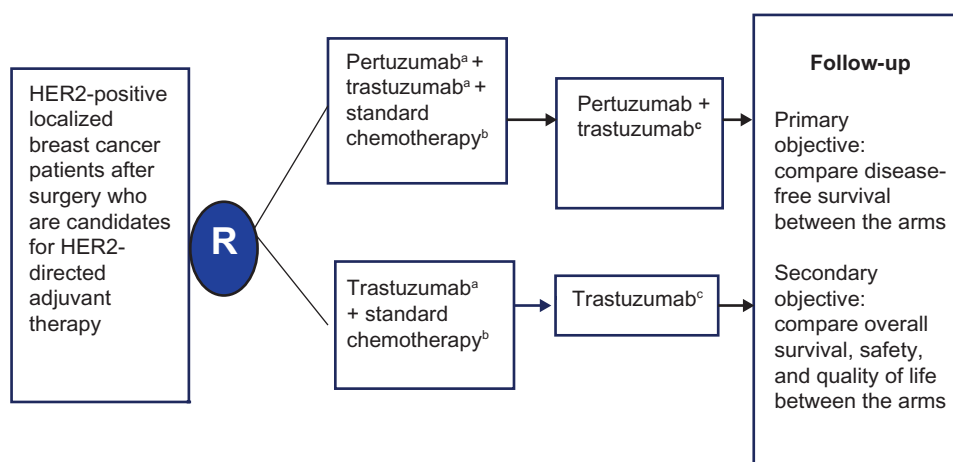 HER2-positive
localized
breast cancer
patients after
surgery who
are candidates
for HER2-
directed
adjuvant
therapy
R
Pertuzumabᵃ +
trastuzumabᵃ +
standard
chemotherapyᵇ
Pertuzumab +
trastuzumabᶜ
Trastuzumabᵃ
+ standard
chemotherapyᵇ
Trastuzumabᶜ
Follow-up
Primary
objective:
compare disease-
free survival
between the arms
Secondary
objective:
compare overall
survival, safety,
and quality of life
between the arms